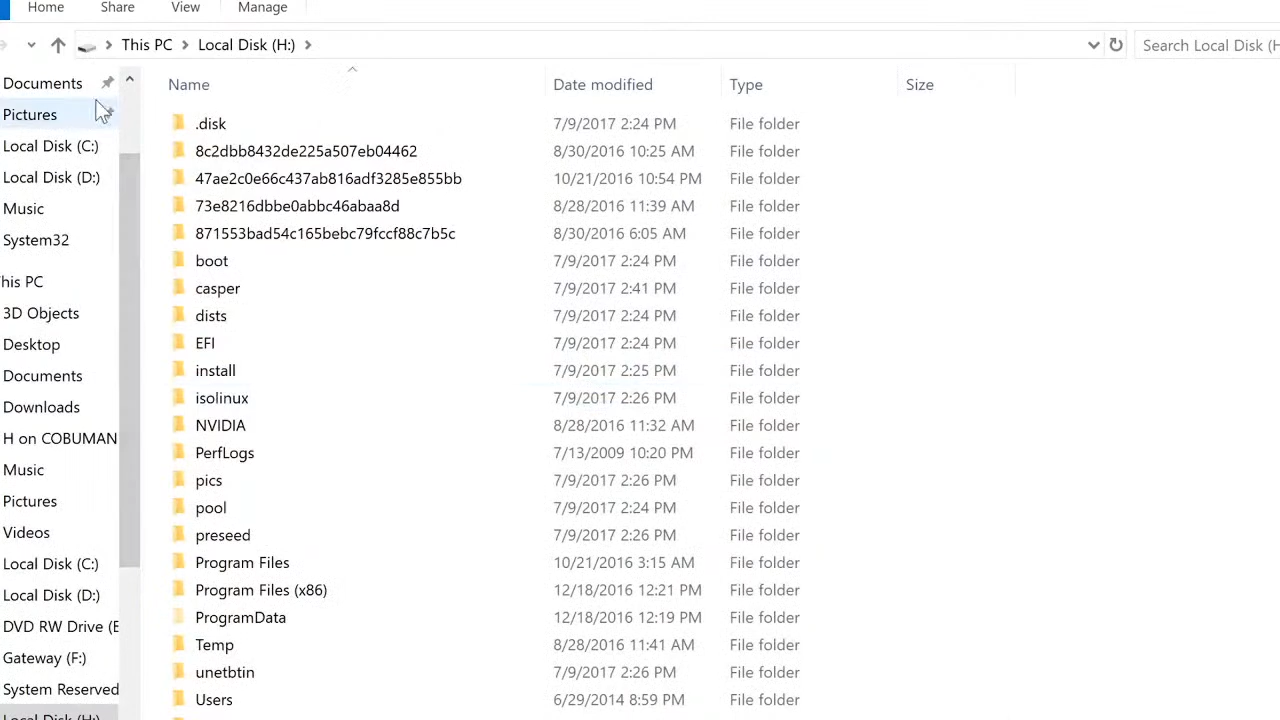 Home Share View Manage
This PC Local Disk (H:) Search Local Disk (H
Documents
Pictures
Local Disk (C:)
Local Disk (D:)
Music
System32
his PC
3D Objects
Desktop
Documents
Downloads
H on COBUMAN
Music
Pictures
Videos
Local Disk (C:)
Local Disk (D:)
DVD RW Drive (E
Gateway (F:)
System Reserved
Local Disk (H:)
Name Date modified Type Size
.disk 7/9/2017 2:24 PM File folder
8c2dbb8432de225a507eb04462 8/30/2016 10:25 AM File folder
47ae2c0e66c437ab816adf3285e855bb 10/21/2016 10:54 PM File folder
73e8216dbbe0abbc46abaa8d 8/28/2016 11:39 AM File folder
871553bad54c165bebc79fccf88c7b5c 8/30/2016 6:05 AM File folder
boot 7/9/2017 2:24 PM File folder
casper 7/9/2017 2:41 PM File folder
dists 7/9/2017 2:24 PM File folder
EFI 7/9/2017 2:24 PM File folder
install 7/9/2017 2:25 PM File folder
isolinux 7/9/2017 2:26 PM File folder
NVIDIA 8/28/2016 11:32 AM File folder
PerfLogs 7/13/2009 10:20 PM File folder
pics 7/9/2017 2:26 PM File folder
pool 7/9/2017 2:24 PM File folder
preseed 7/9/2017 2:26 PM File folder
Program Files 10/21/2016 3:15 AM File folder
Program Files (x86) 12/18/2016 12:21 PM File folder
ProgramData 12/18/2016 12:19 PM File folder
Temp 8/28/2016 11:41 AM File folder
unetbtin 7/9/2017 2:26 PM File folder
Users 6/29/2014 8:59 PM File folder